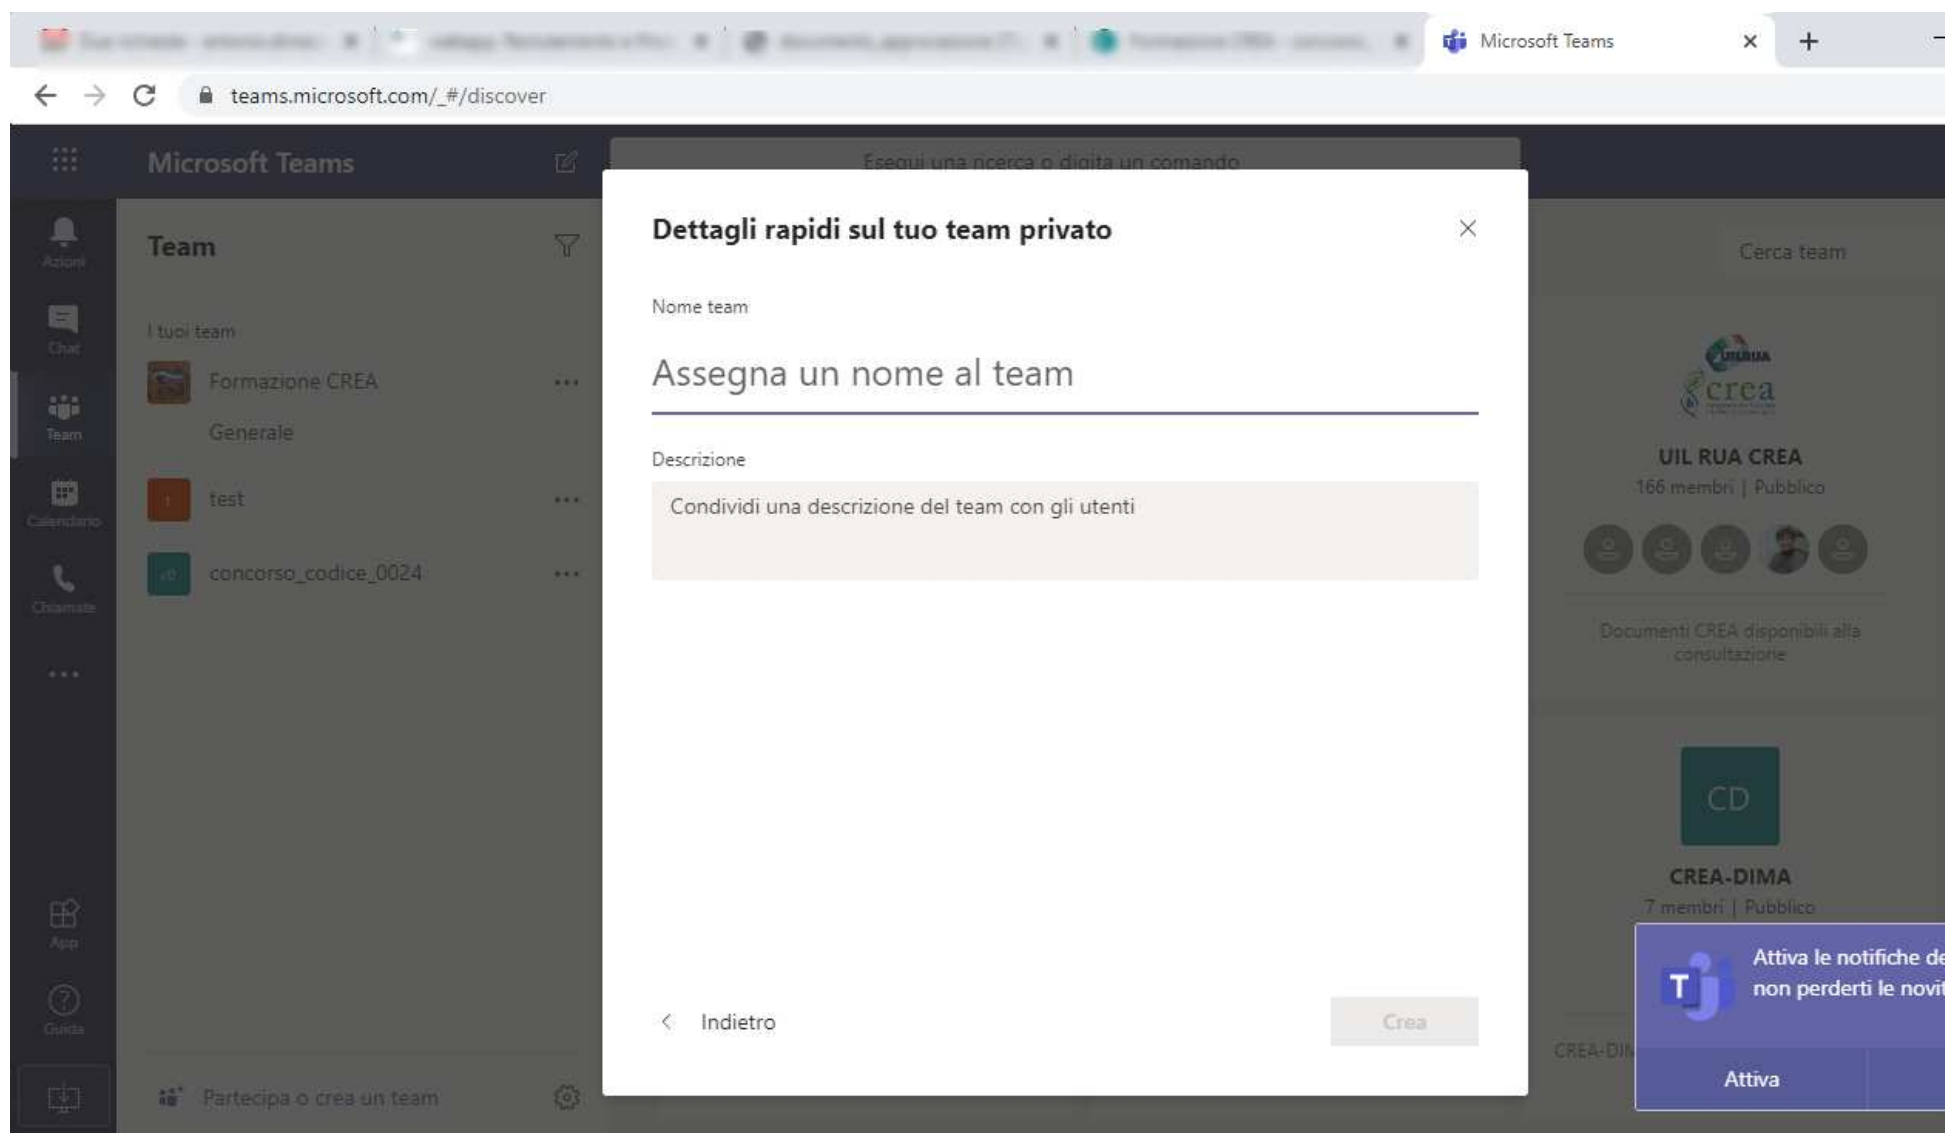 Microsoft Teams
teams.microsoft.com/_#/discover
Microsoft Teams
Esegui una ricerca o digita un comando
Azioni
Chat
Team
Calendario
Chiamate
App
Guida
Team
I tuoi team
Formazione CREA
Generale
t
test
concorso_codice_0024
Partecipa o crea un team
Dettagli rapidi sul tuo team privato
Nome team
Assegna un nome al team
Descrizione
Condividi una descrizione del team con gli utenti
Indietro
Crea
Cerca team
UILRUA
crea
UIL RUA CREA
166 membri | Pubblico
Documenti CREA disponibili alla
consultazione
CD
CREA-DIMA
7 membri | Pubblico
Attiva le notifiche de
non perderti le novit
Attiva